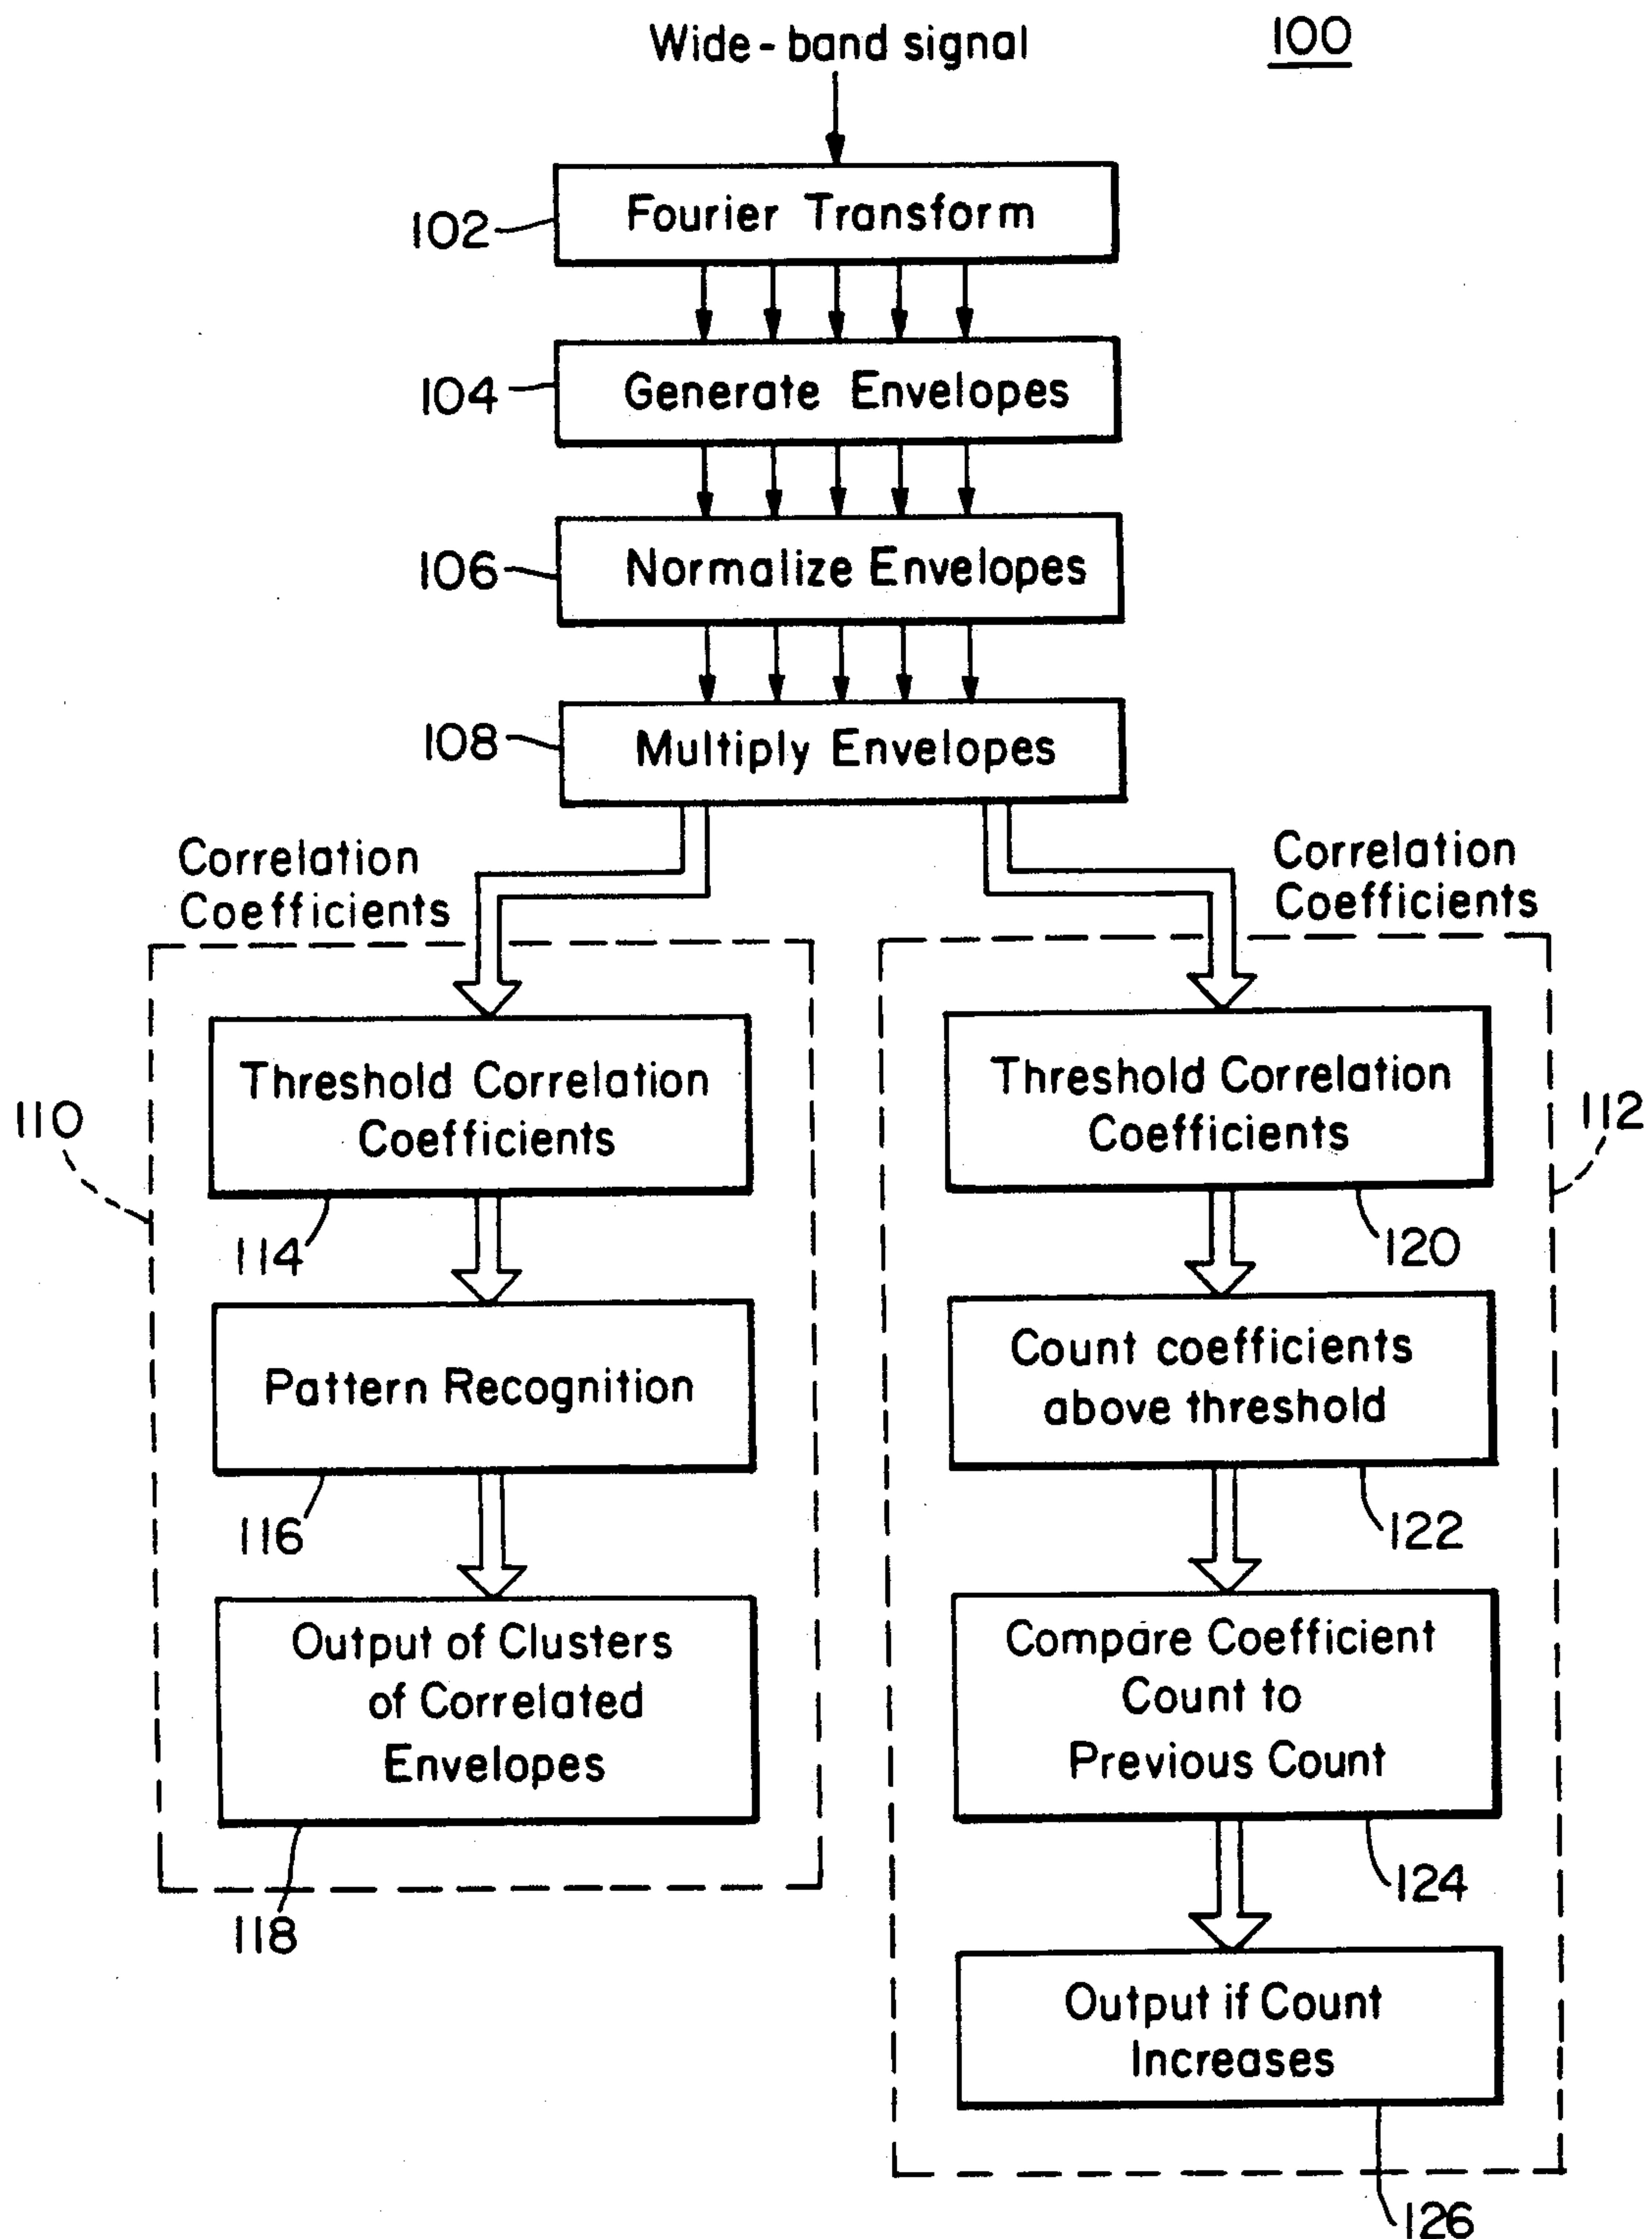 Wide-band signal
100
Fourier Transform
102
Generate Envelopes
104
Normalize Envelopes
106
Multiply Envelopes
108
Correlation
Coefficients
Correlation
Coefficients
110
Threshold Correlation
Coefficients
114
Pattern Recognition
116
Output of Clusters
of Correlated
Envelopes
118
112
Threshold Correlation
Coefficients
120
Count coefficients
above threshold
122
Compare Coefficient
Count to
Previous Count
124
Output if Count
Increases
126